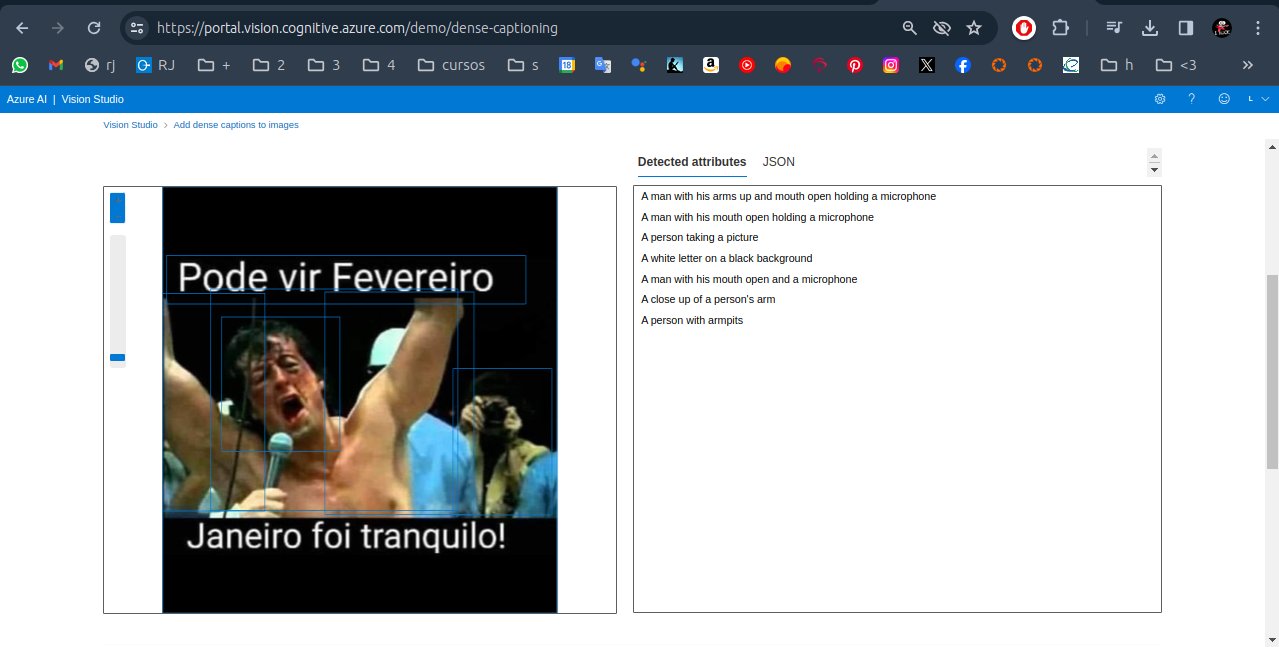 https://portal.vision.cognitive.azure.com/demo/dense-captioning
rj
RJ
+
2
3
4
cursos
s
18
h
<3
Azure AI | Vision Studio
?
L
Vision Studio > Add dense captions to images
Detected attributes
JSON
Pode vir Fevereiro
Janeiro foi tranquilo!
A man with his arms up and mouth open holding a microphone
A man with his mouth open holding a microphone
A person taking a picture
A white letter on a black background
A man with his mouth open and a microphone
A close up of a person's arm
A person with armpits